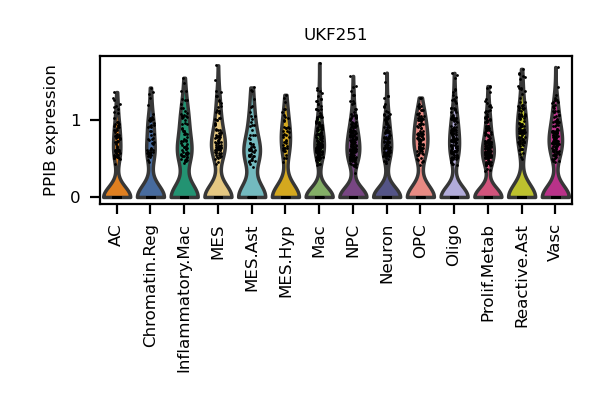 UKF251
PPIB expression
1
0
AC
Chromatin.Reg
Inflammatory.Mac
MES
MES.Ast
MES.Hyp
Mac
NPC
Neuron
OPC
Oligo
Prolif.Metab
Reactive.Ast
Vasc